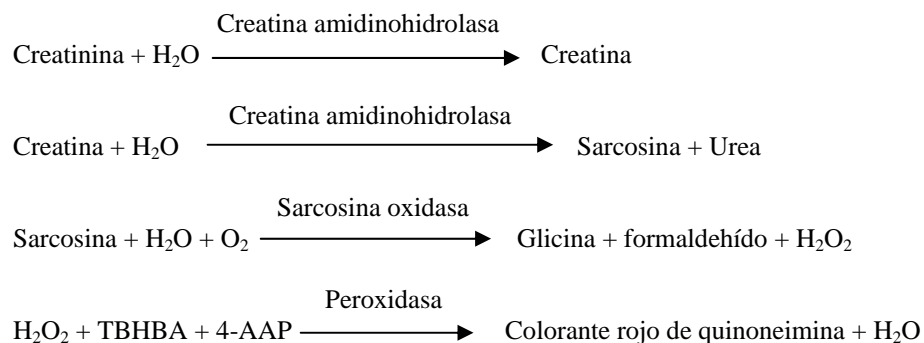 Creatina amidinohidrolasa
Creatinina + H₂O → Creatina
Creatina amidinohidrolasa
Creatina + H₂O → Sarcosina + Urea
Sarcosina oxidasa
Sarcosina + H₂O + O₂ → Glicina + formaldehído + H₂O₂
Peroxidasa
H₂O₂ + TBHBA + 4-AAP → Colorante rojo de quinoneimina + H₂O